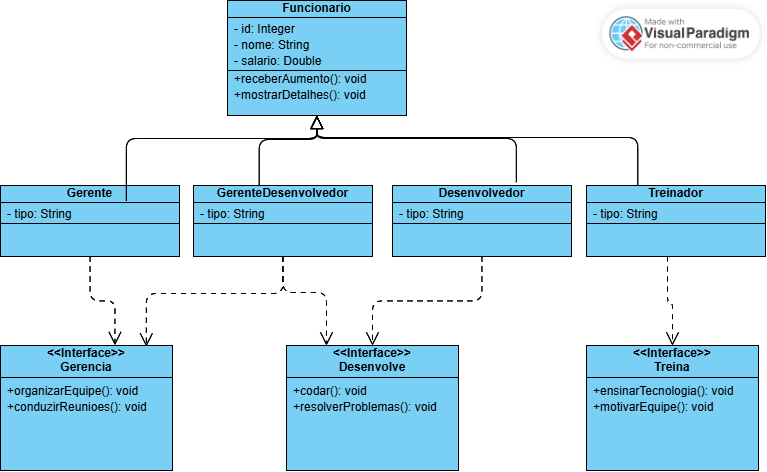 Funcionario
- id: Integer
- nome: String
- salario: Double
+receberAumento(): void
+mostrarDetalhes(): void
Made with
VisualParadigm
For non-commercial use
Gerente
- tipo: String
GerenteDesenvolvedor
- tipo: String
Desenvolvedor
- tipo: String
Treinador
- tipo: String
<<Interface>>
Gerencia
+organizarEquipe(): void
+conduzirReunioes(): void
<<Interface>>
Desenvolve
+codar(): void
+resolverProblemas(): void
<<Interface>>
Treina
+ensinarTecnologia(): void
+motivarEquipe(): void